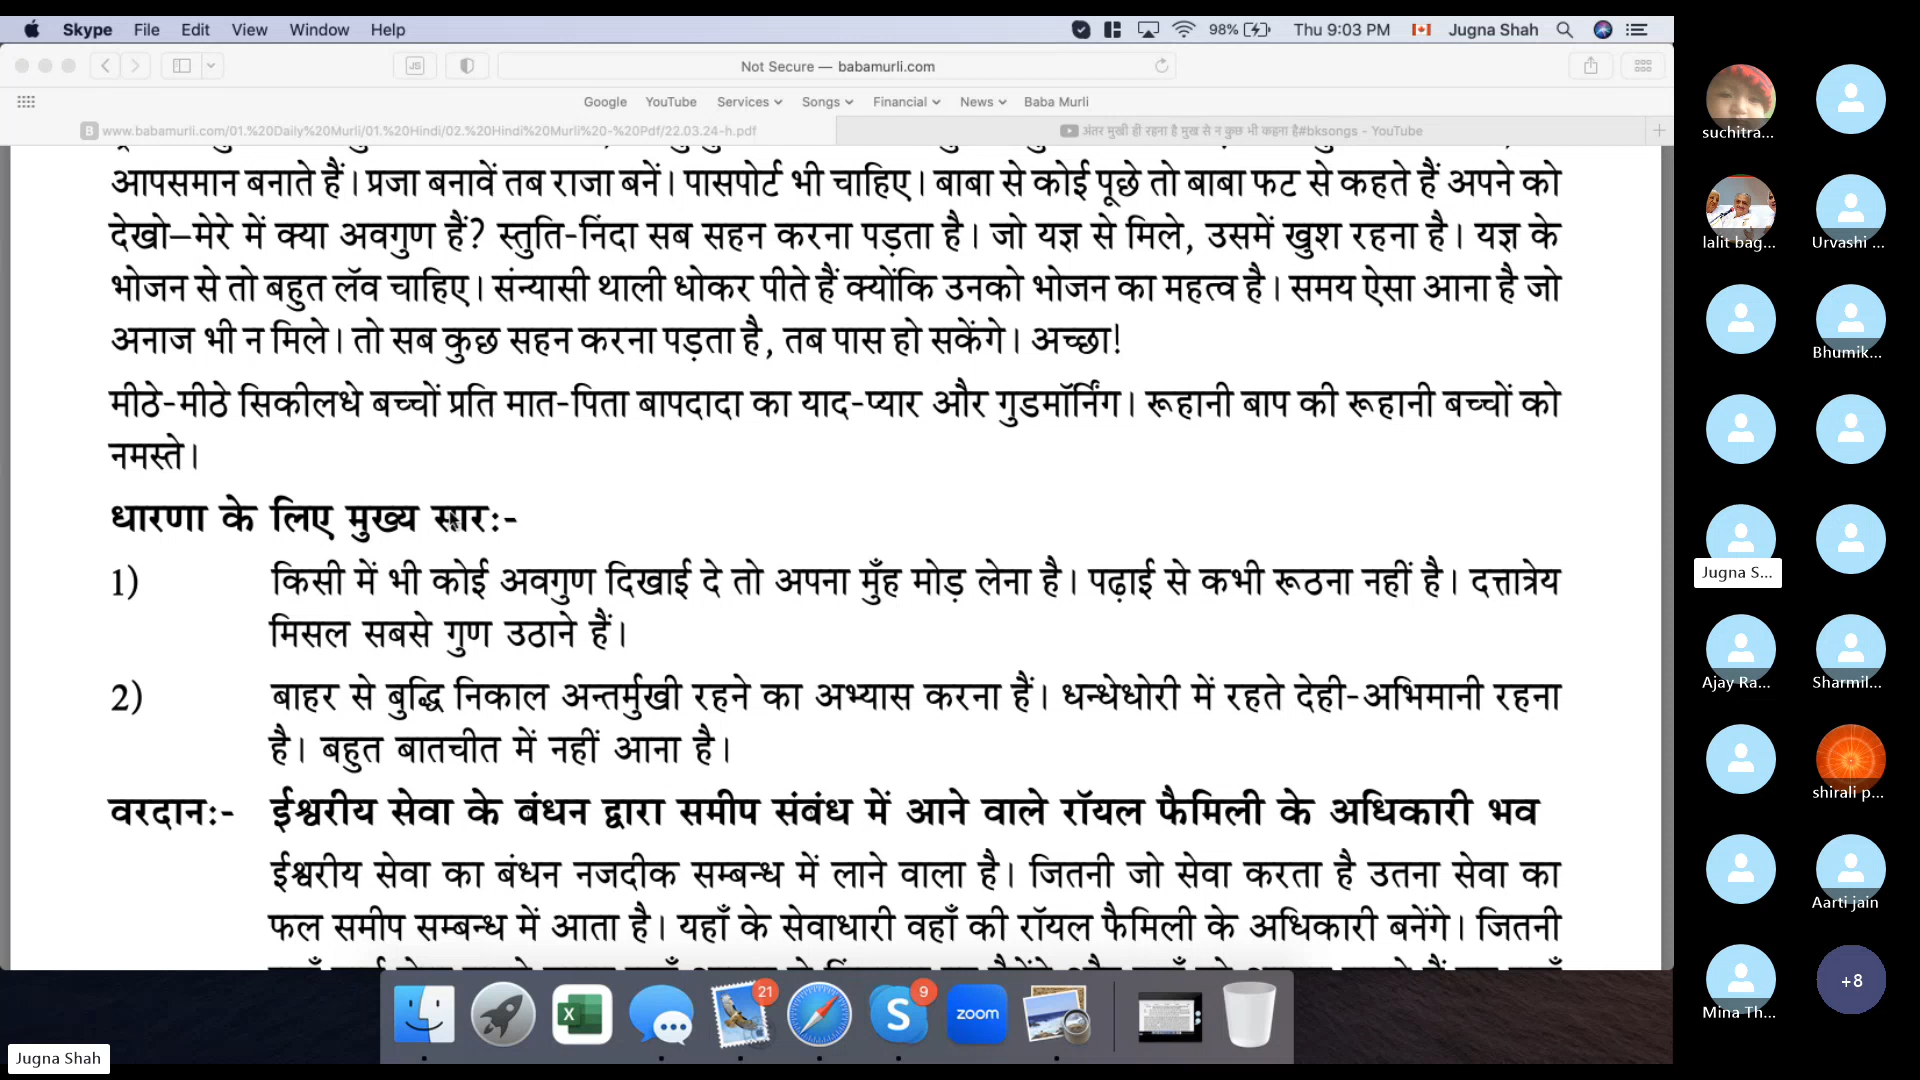 Skype File Edit View Window Help 98% Thu 9:03 PM Jugna Shah
JS Not Secure — babamurli.com
Google YouTube Services Songs Financial News Baba Murli
B www.babamurli.com/01.%20Daily%20Murli/01.%20Hindi/02.%20Hindi%20Murli%20-%20Pdf/22.03.24-h.pdf अंतर मुखी ही रहना है मुख से न कुछ भी कहना है#bksongs - YouTube
आपसमान बनाते हैं। प्रजा बनावें तब राजा बनें। पासपोर्ट भी चाहिए। बाबा से कोई पूछे तो बाबा फट से कहते हैं अपने को
देखो–मेरे में क्या अवगुण हैं? स्तुति-निंदा सब सहन करना पड़ता है। जो यज्ञ से मिले, उसमें खुश रहना है। यज्ञ के
भोजन से तो बहुत लॅव चाहिए। संन्यासी थाली धोकर पीते हैं क्योंकि उनको भोजन का महत्व है। समय ऐसा आना है जो
अनाज भी न मिले। तो सब कुछ सहन करना पड़ता है, तब पास हो सकेंगे। अच्छा!
मीठे-मीठे सिकीलधे बच्चों प्रति मात-पिता बापदादा का याद-प्यार और गुडमॉर्निंग। रूहानी बाप की रूहानी बच्चों को
नमस्ते।
धारणा के लिए मुख्य सार:-
1) किसी में भी कोई अवगुण दिखाई दे तो अपना मुँह मोड़ लेना है। पढ़ाई से कभी रूठना नहीं है। दत्तात्रेय
मिसल सबसे गुण उठाने हैं।
2) बाहर से बुद्धि निकाल अन्तर्मुखी रहने का अभ्यास करना हैं। धन्धेधोरी में रहते देही-अभिमानी रहना
है। बहुत बातचीत में नहीं आना है।
वरदान:- ईश्वरीय सेवा के बंधन द्वारा समीप संबंध में आने वाले रॉयल फैमिली के अधिकारी भव
ईश्वरीय सेवा का बंधन नजदीक सम्बन्ध में लाने वाला है। जितनी जो सेवा करता है उतना सेवा का
फल समीप सम्बन्ध में आता है। यहाँ के सेवाधारी वहाँ की रॉयल फैमिली के अधिकारी बनेंगे। जितनी
21 9
X S zoom
Jugna Shah
suchitra...
lalit bag... Urvashi ...
Bhumik...
Jugna S...
Ajay Ra... Sharmil...
shirali p...
Aarti jain
Mina Th... +8